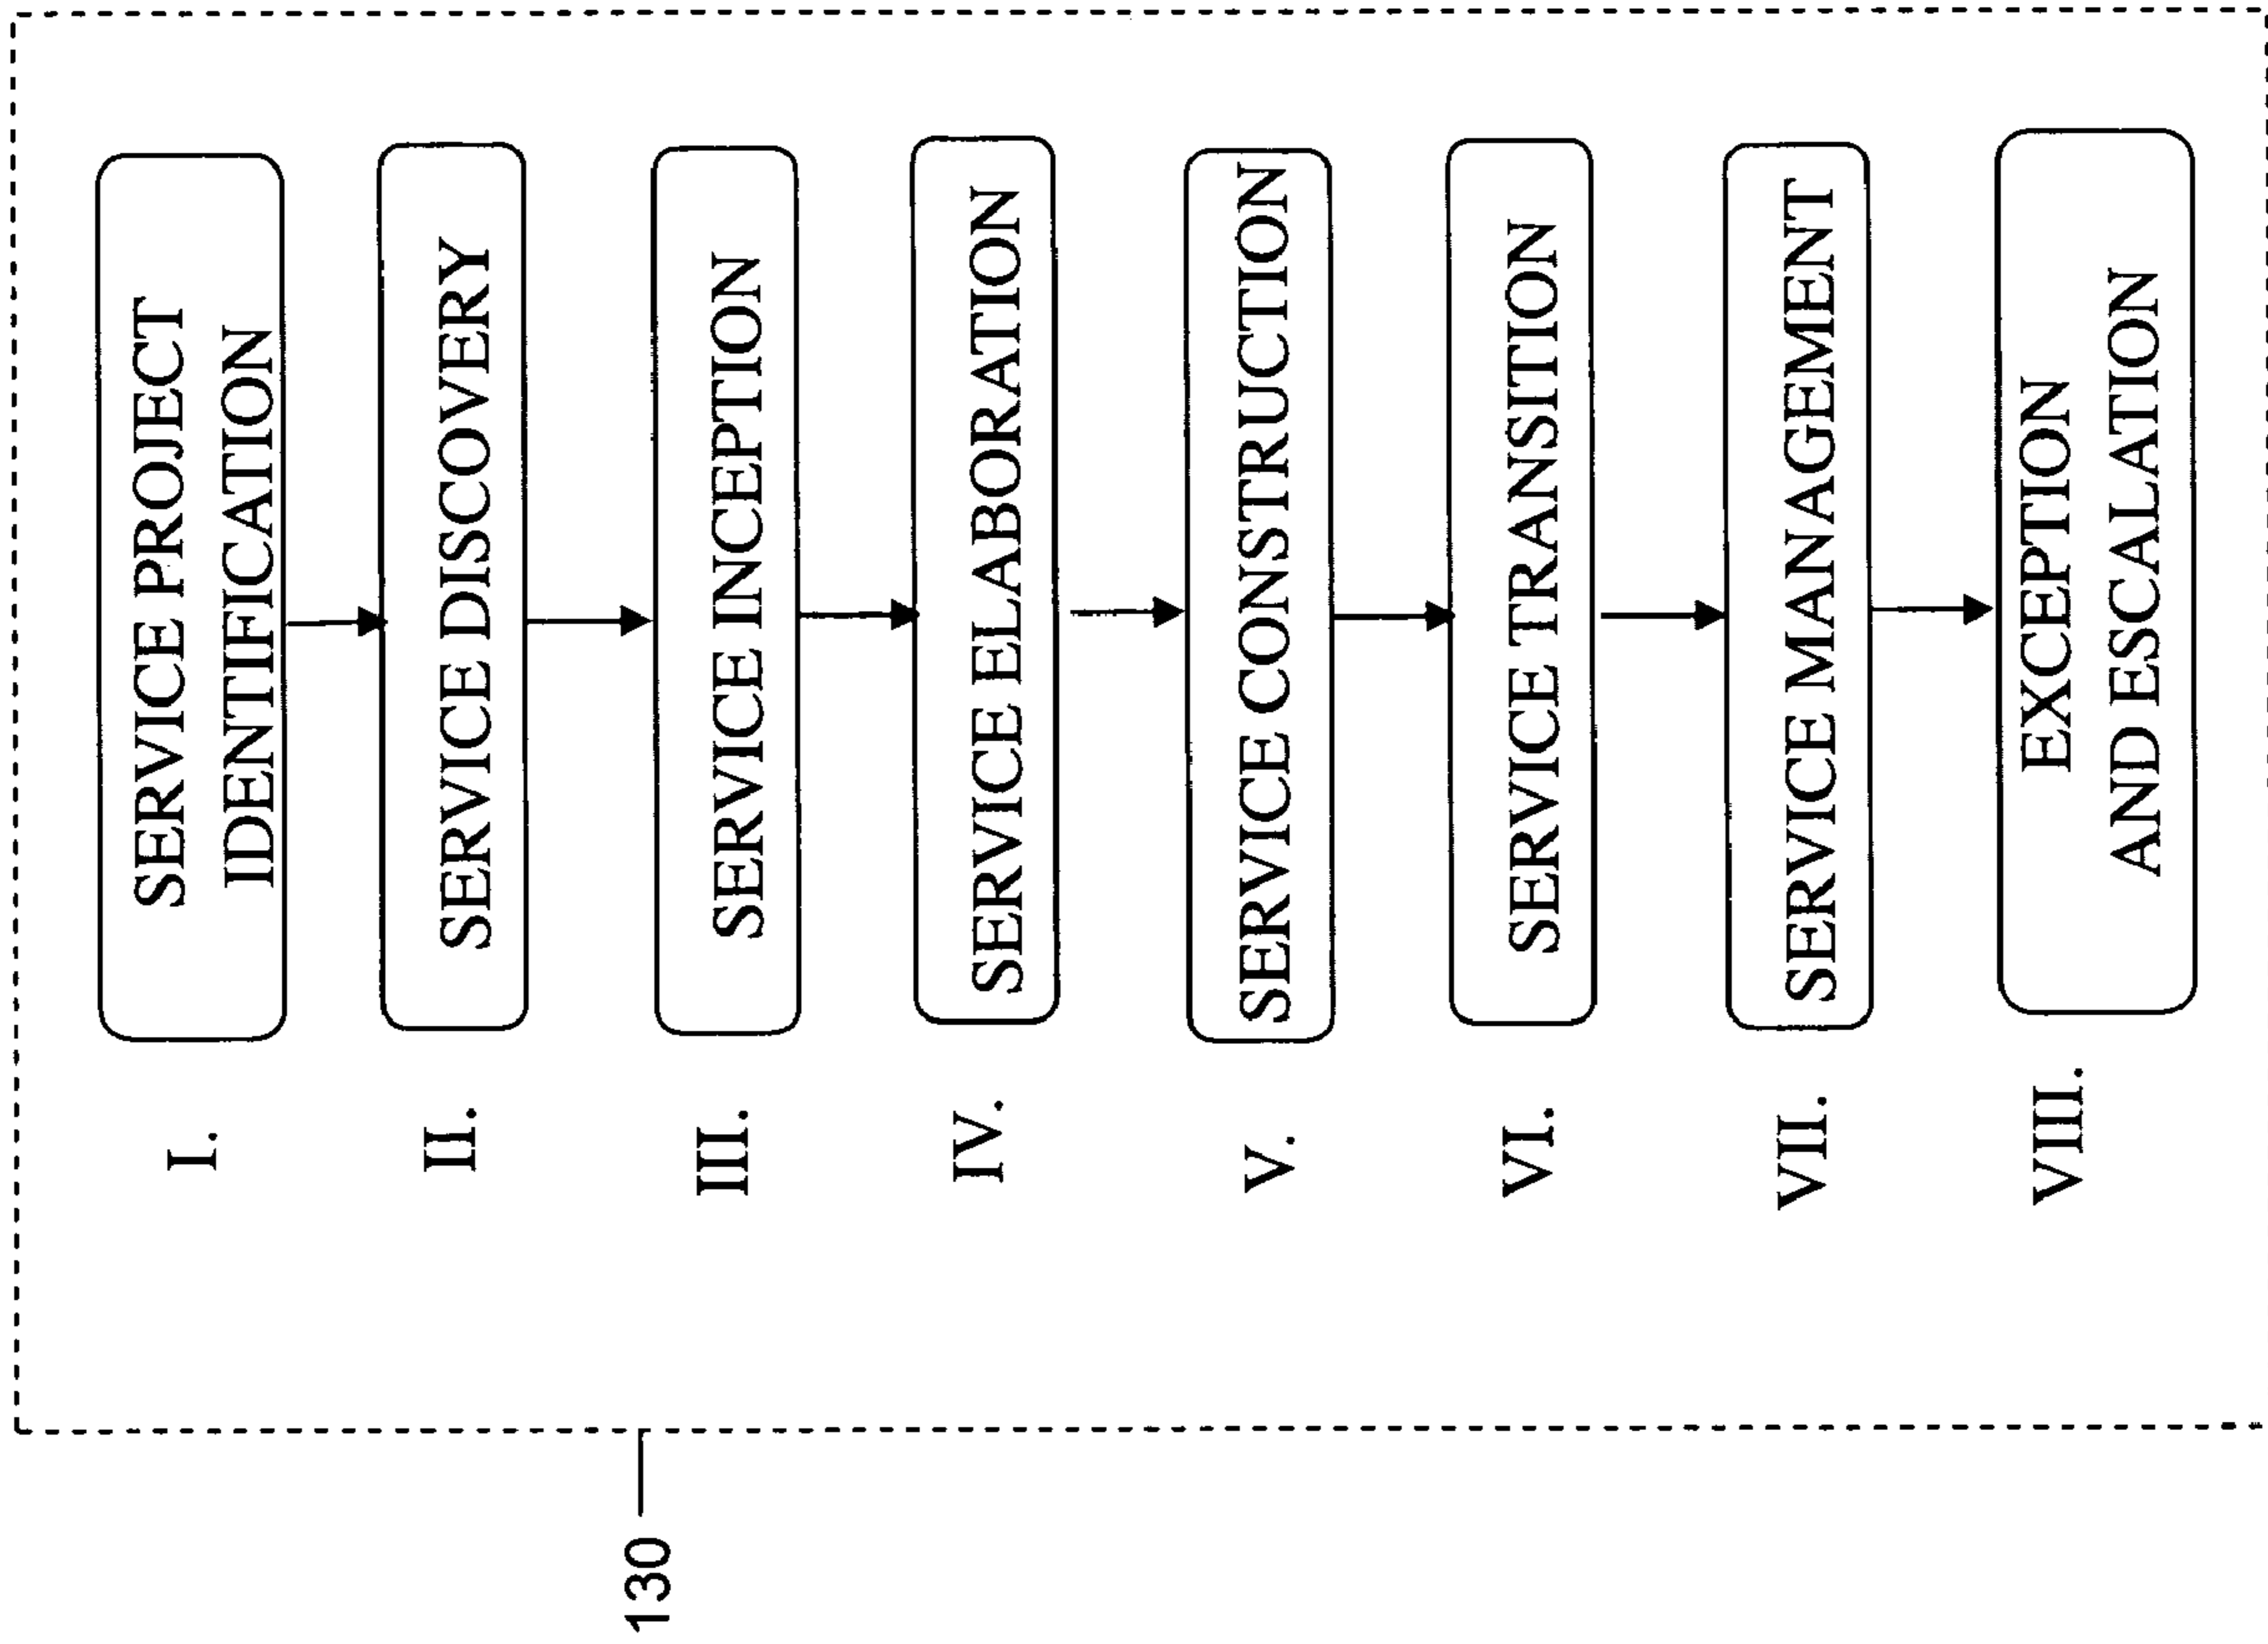 I.
SERVICE PROJECT
IDENTIFICATION
II.
SERVICE DISCOVERY
III.
SERVICE INCEPTION
IV.
SERVICE ELABORATION
V.
SERVICE CONSTRUCTION
VI.
SERVICE TRANSITION
VII.
SERVICE MANAGEMENT
VIII.
EXCEPTION
AND ESCALATION
130